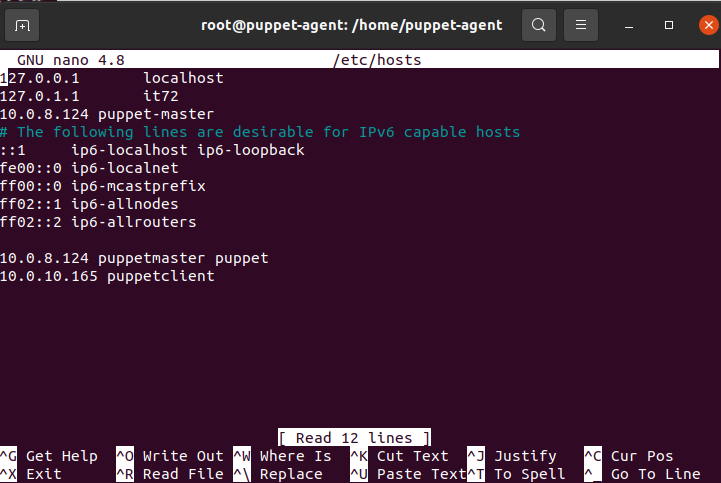 root@puppet-agent: /home/puppet-agent
GNU nano 4.8 /etc/hosts
127.0.0.1 localhost
127.0.1.1 it72
10.0.8.124 puppet-master
# The following lines are desirable for IPv6 capable hosts
::1 ip6-localhost ip6-loopback
fe00::0 ip6-localnet
ff00::0 ip6-mcastprefix
ff02::1 ip6-allnodes
ff02::2 ip6-allrouters
10.0.8.124 puppetmaster puppet
10.0.10.165 puppetclient
[ Read 12 lines ]
^G Get Help ^O Write Out ^W Where Is ^K Cut Text ^J Justify ^C Cur Pos
^X Exit ^R Read File ^\ Replace ^U Paste Text ^T To Spell ^_ Go To Line